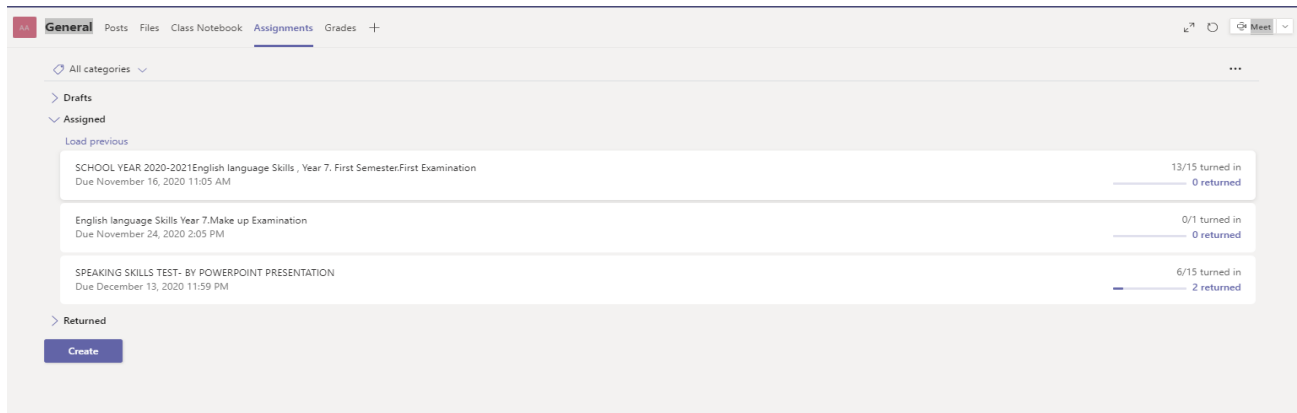 AA General Posts Files Class Notebook Assignments Grades Meet
All categories
Drafts
Assigned
Load previous
SCHOOL YEAR 2020-2021English language Skills , Year 7. First Semester.First Examination 13/15 turned in
Due November 16, 2020 11:05 AM 0 returned
English language Skills Year 7.Make up Examination 0/1 turned in
Due November 24, 2020 2:05 PM 0 returned
SPEAKING SKILLS TEST- BY POWERPOINT PRESENTATION 6/15 turned in
Due December 13, 2020 11:59 PM 2 returned
Returned
Create